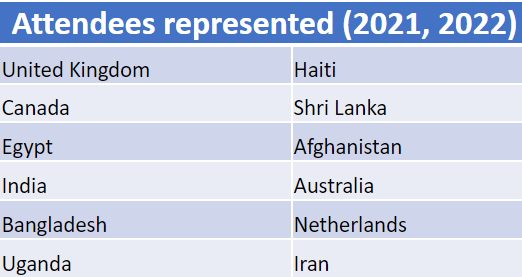 Attendees represented (2021, 2022)
United Kingdom Haiti
Canada Shri Lanka
Egypt Afghanistan
India Australia
Bangladesh Netherlands
Uganda Iran